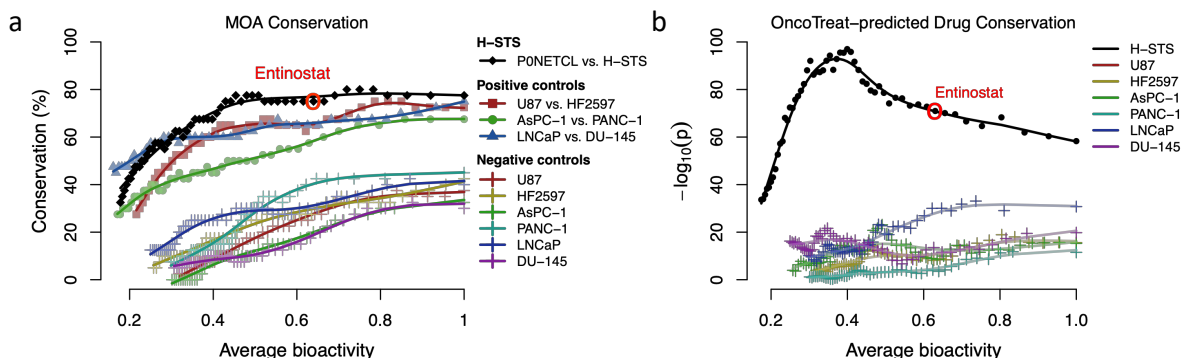 a
MOA Conservation
Conservation (%)
100
80
60
40
20
0
Entinostat
0.2
0.4
0.6
0.8
1
Average bioactivity
H−STS
P0NETCL vs. H−STS
Positive controls
U87 vs. HF2597
AsPC−1 vs. PANC−1
LNCaP vs. DU−145
Negative controls
U87
HF2597
AsPC−1
PANC−1
LNCaP
DU−145
b
OncoTreat−predicted Drug Conservation
−log10(p)
100
80
60
40
20
0
Entinostat
0.2
0.4
0.6
0.8
1.0
Average bioactivity
H−STS
U87
HF2597
AsPC−1
PANC−1
LNCaP
DU−145